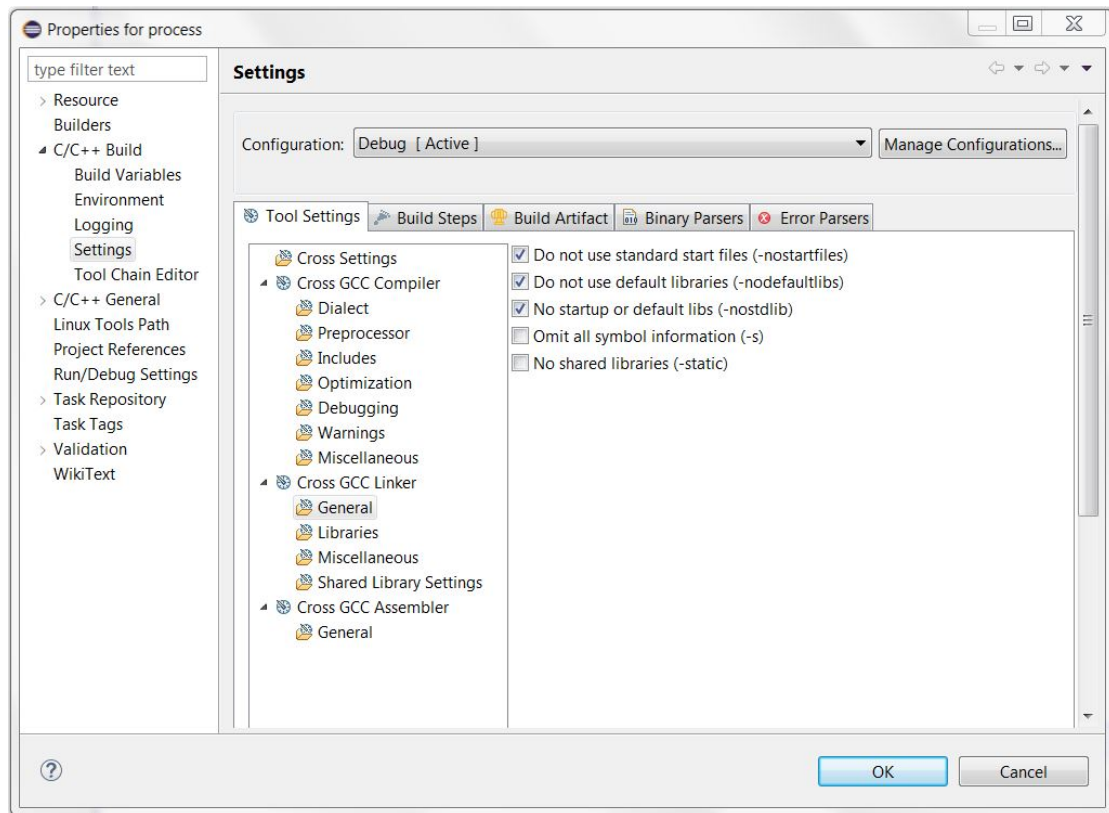 Properties for process
type filter text
Resource
Builders
C/C++ Build
Build Variables
Environment
Logging
Settings
Tool Chain Editor
C/C++ General
Linux Tools Path
Project References
Run/Debug Settings
Task Repository
Task Tags
Validation
WikiText
Settings
Configuration: Debug [ Active ] Manage Configurations...
Tool Settings Build Steps Build Artifact Binary Parsers Error Parsers
Cross Settings
Cross GCC Compiler
Dialect
Preprocessor
Includes
Optimization
Debugging
Warnings
Miscellaneous
Cross GCC Linker
General
Libraries
Miscellaneous
Shared Library Settings
Cross GCC Assembler
General
Do not use standard start files (-nostartfiles)
Do not use default libraries (-nodefaultlibs)
No startup or default libs (-nostdlib)
Omit all symbol information (-s)
No shared libraries (-static)
OK Cancel